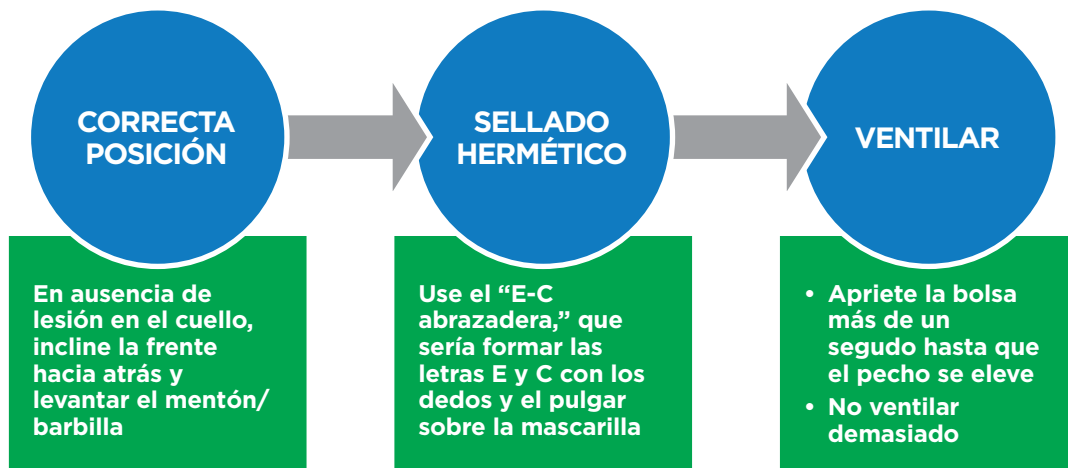 CORRECTA
POSICIÓN
En ausencia de
lesión en el cuello,
incline la frente
hacia atrás y
levantar el mentón/
barbilla
SELLADO
HERMÉTICO
Use el “E-C
abrazadera,” que
sería formar las
letras E y C con los
dedos y el pulgar
sobre la mascarilla
VENTILAR
• Apriete la bolsa
más de un
segudo hasta que
el pecho se eleve
• No ventilar
demasiado